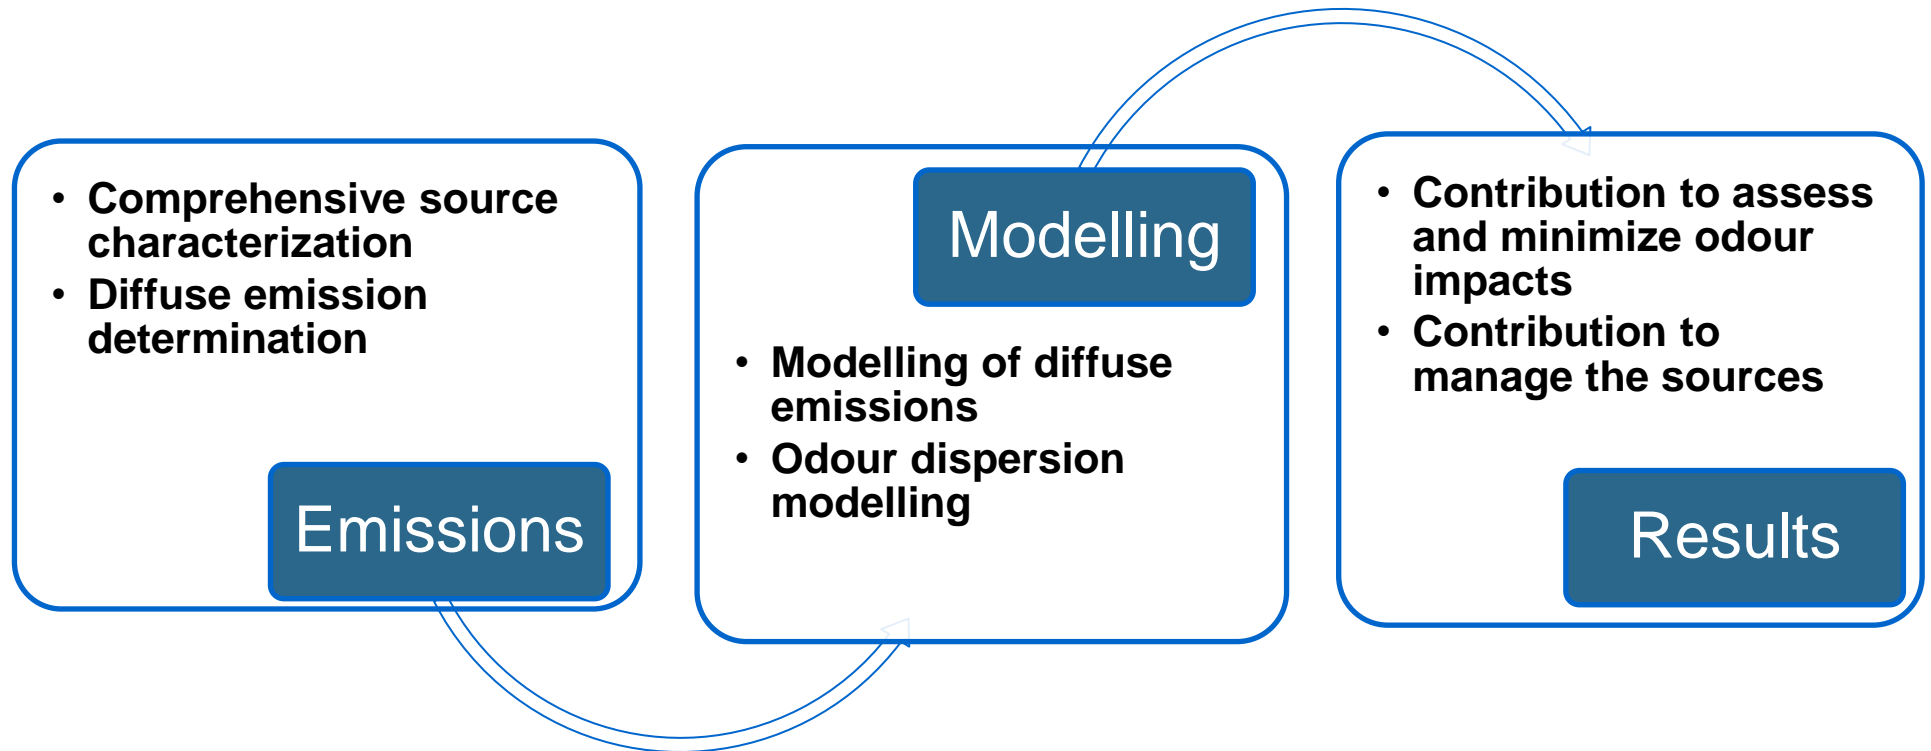 • Comprehensive source
characterization
• Diffuse emission
determination
Emissions
Modelling
• Modelling of diffuse
emissions
• Odour dispersion
modelling
• Contribution to assess
and minimize odour
impacts
• Contribution to
manage the sources
Results